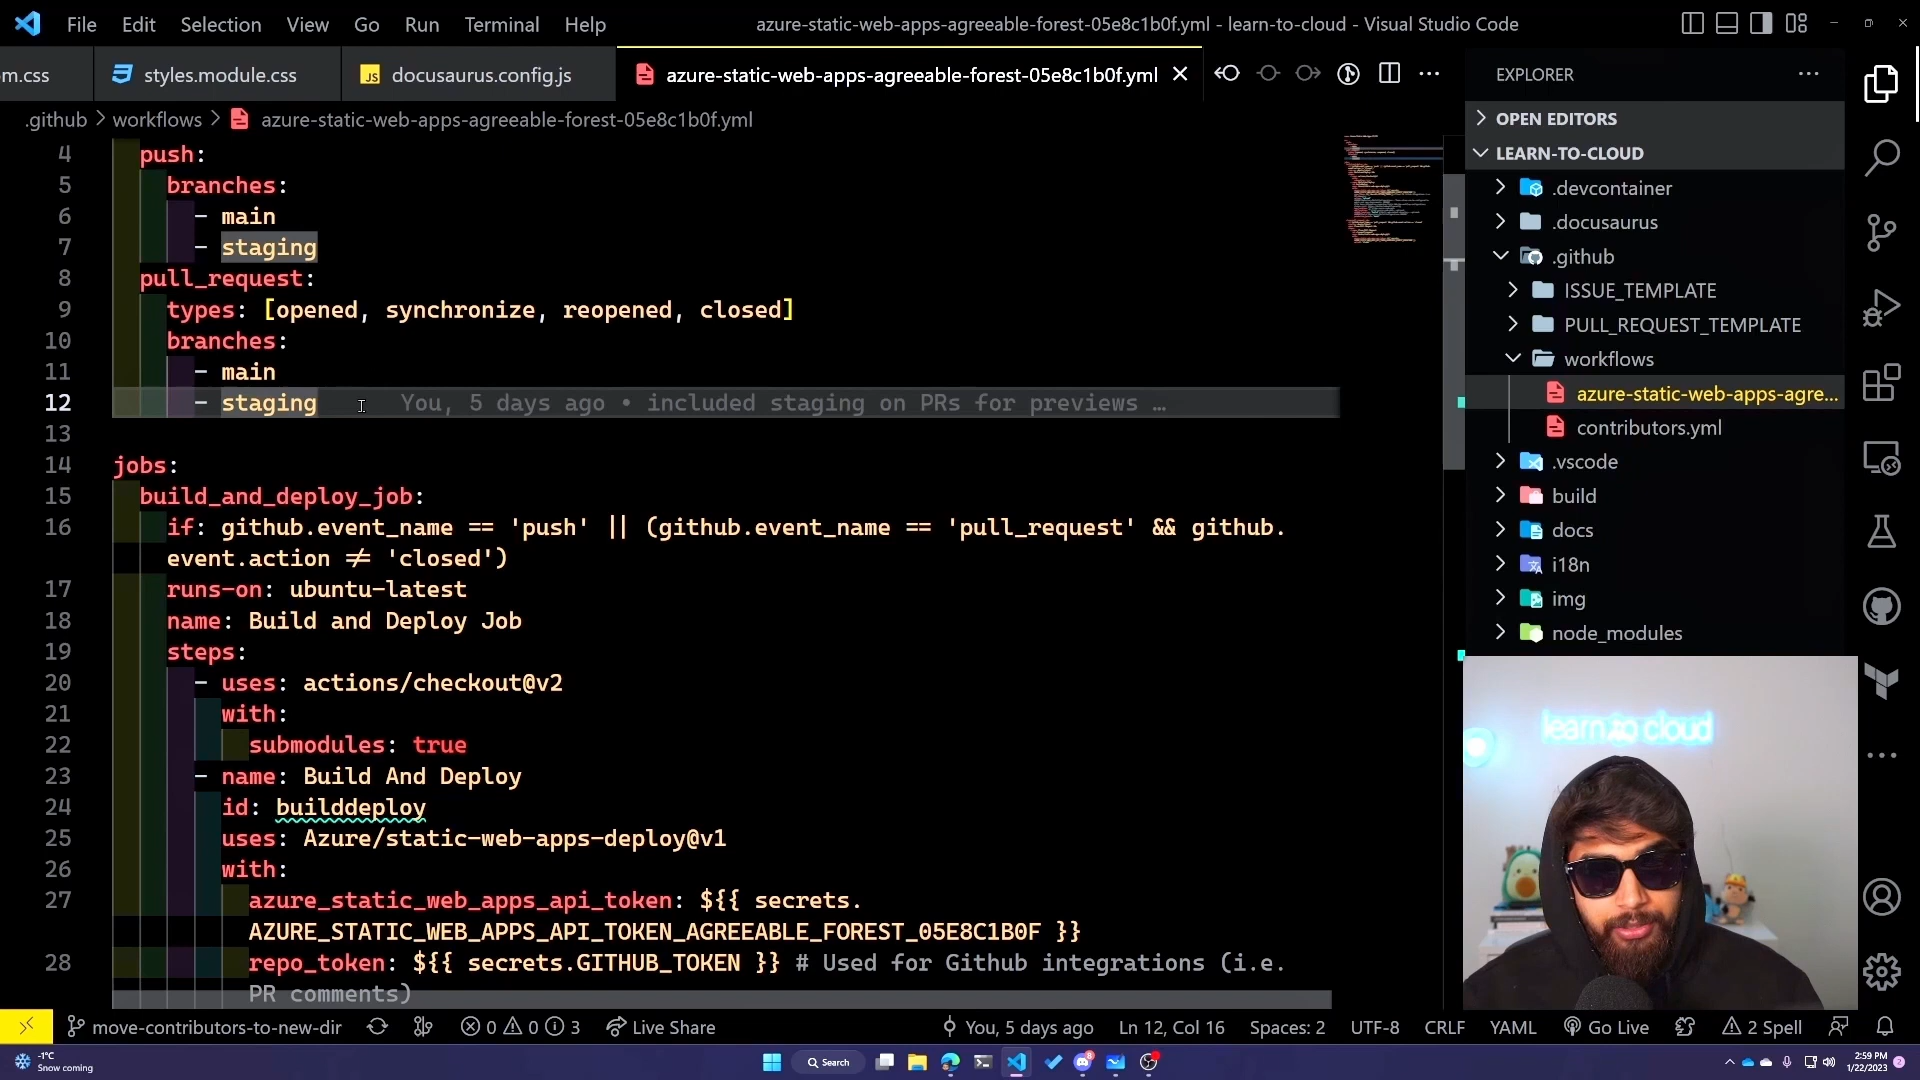 File Edit Selection View Go Run Terminal Help
azure-static-web-apps-agreeable-forest-05e8c1b0f.yml - learn-to-cloud - Visual Studio Code
m.css
styles.module.css
JS docusaurus.config.js
azure-static-web-apps-agreeable-forest-05e8c1b0f.yml
.github > workflows > azure-static-web-apps-agreeable-forest-05e8c1b0f.yml
4 push:
5 branches:
6 - main
7 - staging
8 pull_request:
9 types: [opened, synchronize, reopened, closed]
10 branches:
11 - main
12 - staging You, 5 days ago • included staging on PRs for previews …
13
14 jobs:
15 build_and_deploy_job:
16 if: github.event_name == 'push' || (github.event_name == 'pull_request' && github.
event.action ≠ 'closed')
17 runs-on: ubuntu-latest
18 name: Build and Deploy Job
19 steps:
20 - uses: actions/checkout@v2
21 with:
22 submodules: true
23 - name: Build And Deploy
24 id: builddeploy
25 uses: Azure/static-web-apps-deploy@v1
26 with:
27 azure_static_web_apps_api_token: ${{ secrets.
AZURE_STATIC_WEB_APPS_API_TOKEN_AGREEABLE_FOREST_05E8C1B0F }}
28 repo_token: ${{ secrets.GITHUB_TOKEN }} # Used for Github integrations (i.e.
PR comments)
EXPLORER
OPEN EDITORS
LEARN-TO-CLOUD
.devcontainer
.docusaurus
.github
ISSUE_TEMPLATE
PULL_REQUEST_TEMPLATE
workflows
azure-static-web-apps-agre...
contributors.yml
.vscode
build
docs
i18n
img
node_modules
learn to cloud
move-contributors-to-new-dir 0 0 3 Live Share
You, 5 days ago Ln 12, Col 16 Spaces: 2 UTF-8 CRLF YAML Go Live 2 Spell
-1°C
Snow coming
Search
2:59 PM
1/22/2023